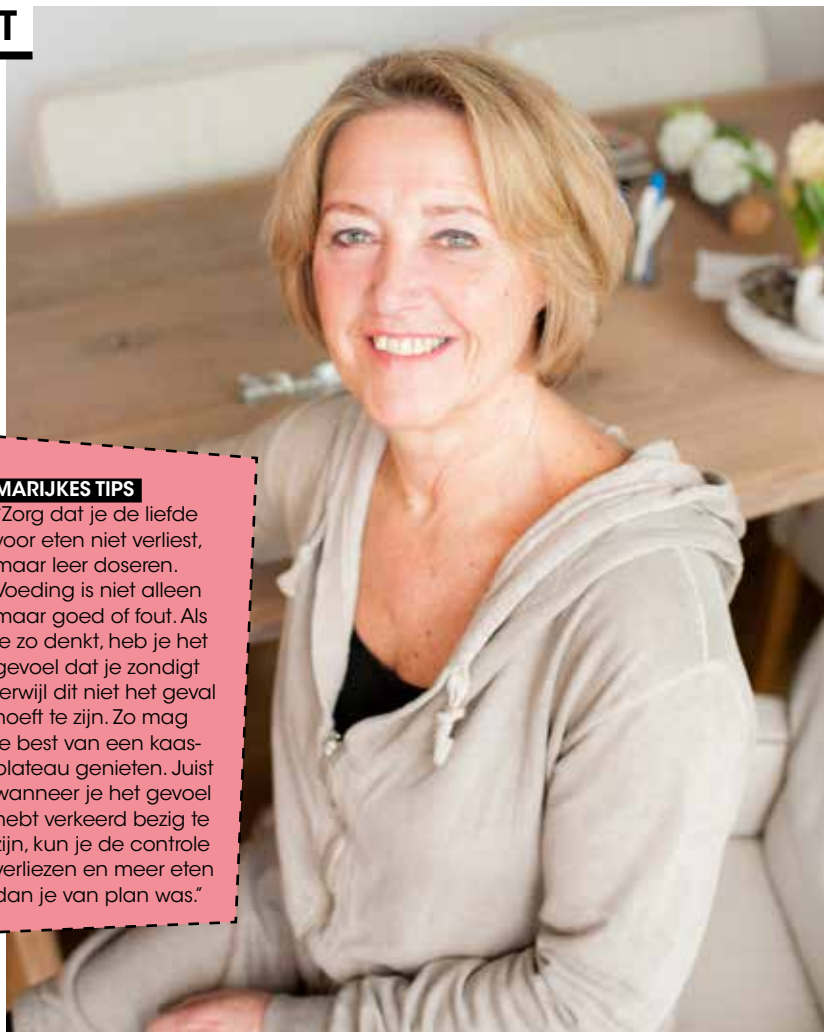 T
MARIJKES TIPS
"Zorg dat je de liefde
voor eten niet verliest,
maar leer doseren.
Voeding is niet alleen
maar goed of fout. Als
je zo denkt, heb je het
gevoel dat je zondigt
terwijl dit niet het geval
hoeft te zijn. Zo mag
je best van een kaas-
plateau genieten. Juist
wanneer je het gevoel
hebt verkeerd bezig te
zijn, kun je de controle
verliezen en meer eten
dan je van plan was."